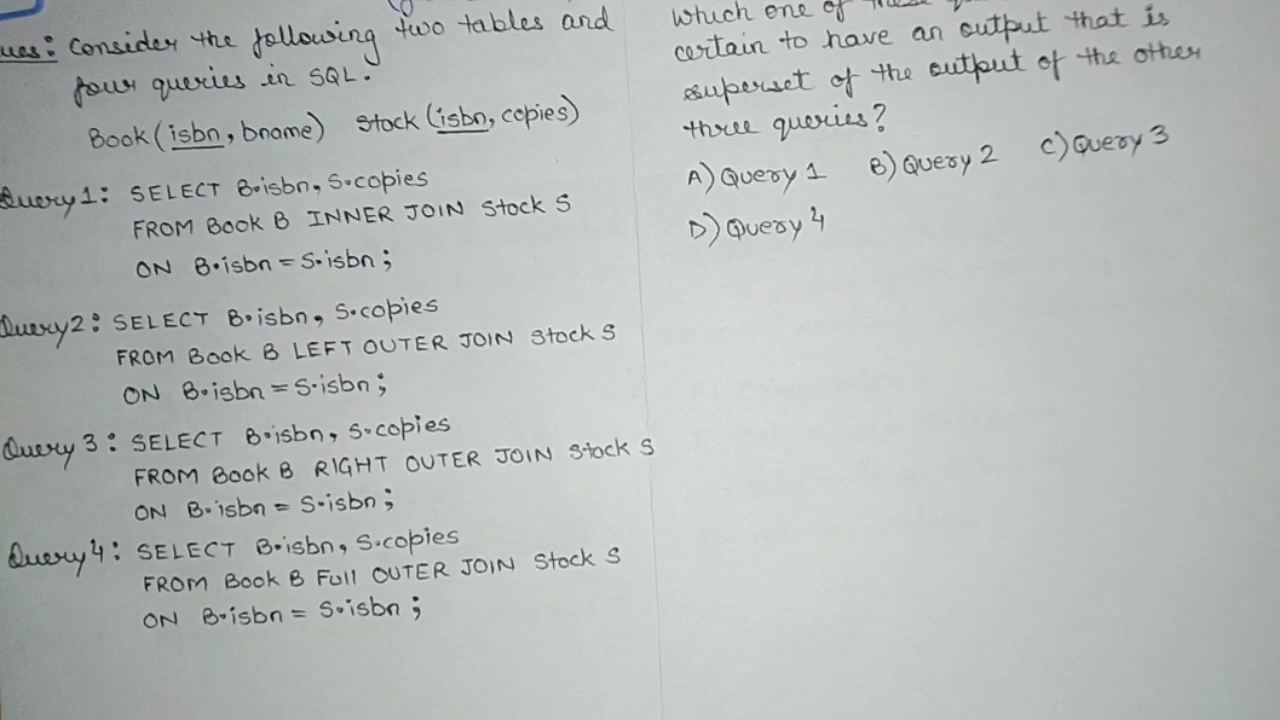 ues: Consider the following two tables and
four queries in SQL.
Book (isbn, bname) Stock (isbn, copies)
Query 1: SELECT B.isbn, S.copies
FROM Book B INNER JOIN Stock S
ON B.isbn = S.isbn;
Query 2: SELECT B.isbn, S.copies
FROM Book B LEFT OUTER JOIN Stock S
ON B.isbn = S.isbn;
Query 3: SELECT B.isbn, S.copies
FROM Book B RIGHT OUTER JOIN Stock S
ON B.isbn = S.isbn;
Query 4: SELECT B.isbn, S.copies
FROM Book B Full OUTER JOIN Stock S
ON B.isbn = S.isbn;
which one of
certain to have an output that is
superset of the output of the other
three queries?
A) Query 1 B) Query 2 C) Query 3
D) Query 4